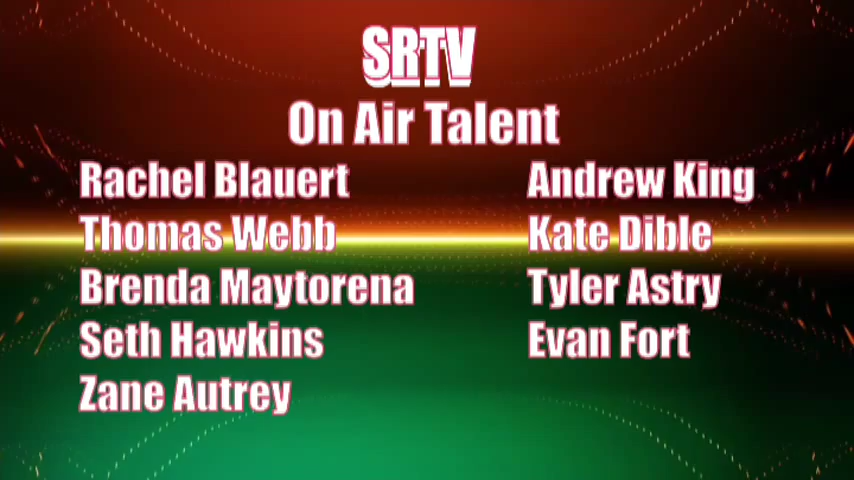 SRTV
On Air Talent
Rachel Blauert
Thomas Webb
Brenda Maytorena
Seth Hawkins
Zane Autrey
Andrew King
Kate Dible
Tyler Astry
Evan Fort